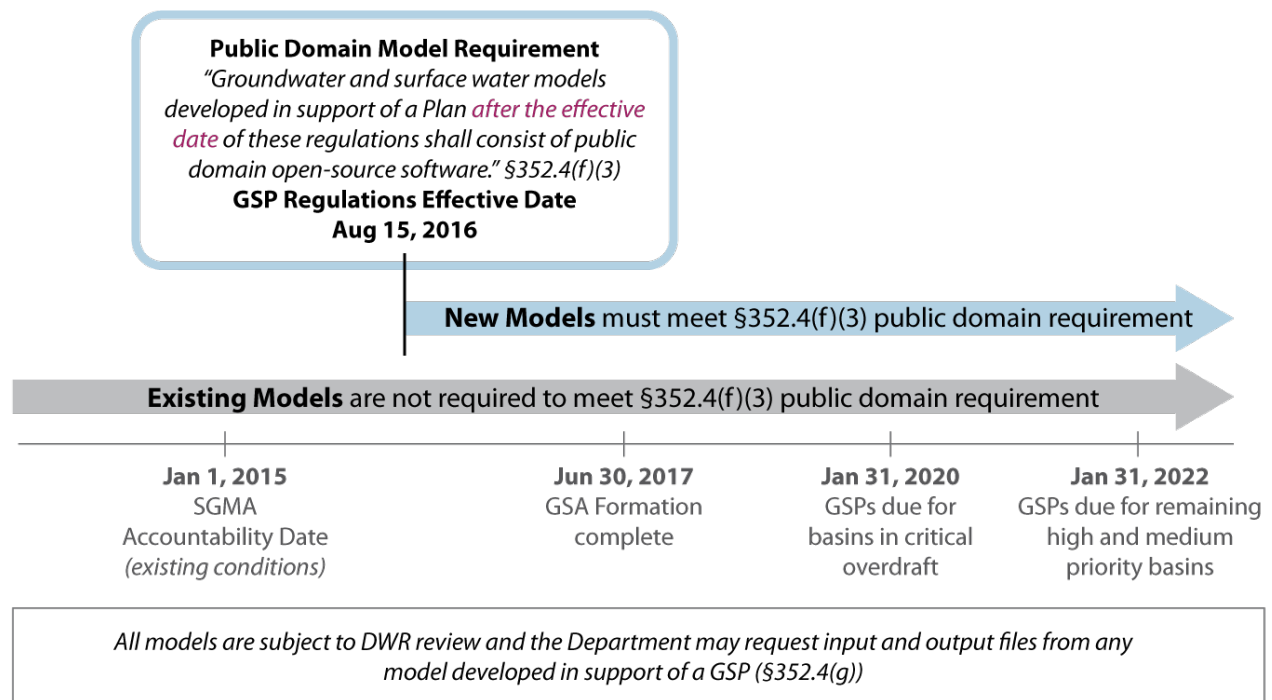 Public Domain Model Requirement
“Groundwater and surface water models
developed in support of a Plan after the effective
date of these regulations shall consist of public
domain open-source software.” §352.4(f)(3)
GSP Regulations Effective Date
Aug 15, 2016
New Models must meet §352.4(f)(3) public domain requirement
Existing Models are not required to meet §352.4(f)(3) public domain requirement
Jan 1, 2015
SGMA
Accountability Date
(existing conditions)
Jun 30, 2017
GSA Formation
complete
Jan 31, 2020
GSPs due for
basins in critical
overdraft
Jan 31, 2022
GSPs due for remaining
high and medium
priority basins
All models are subject to DWR review and the Department may request input and output files from any
model developed in support of a GSP (§352.4(g))